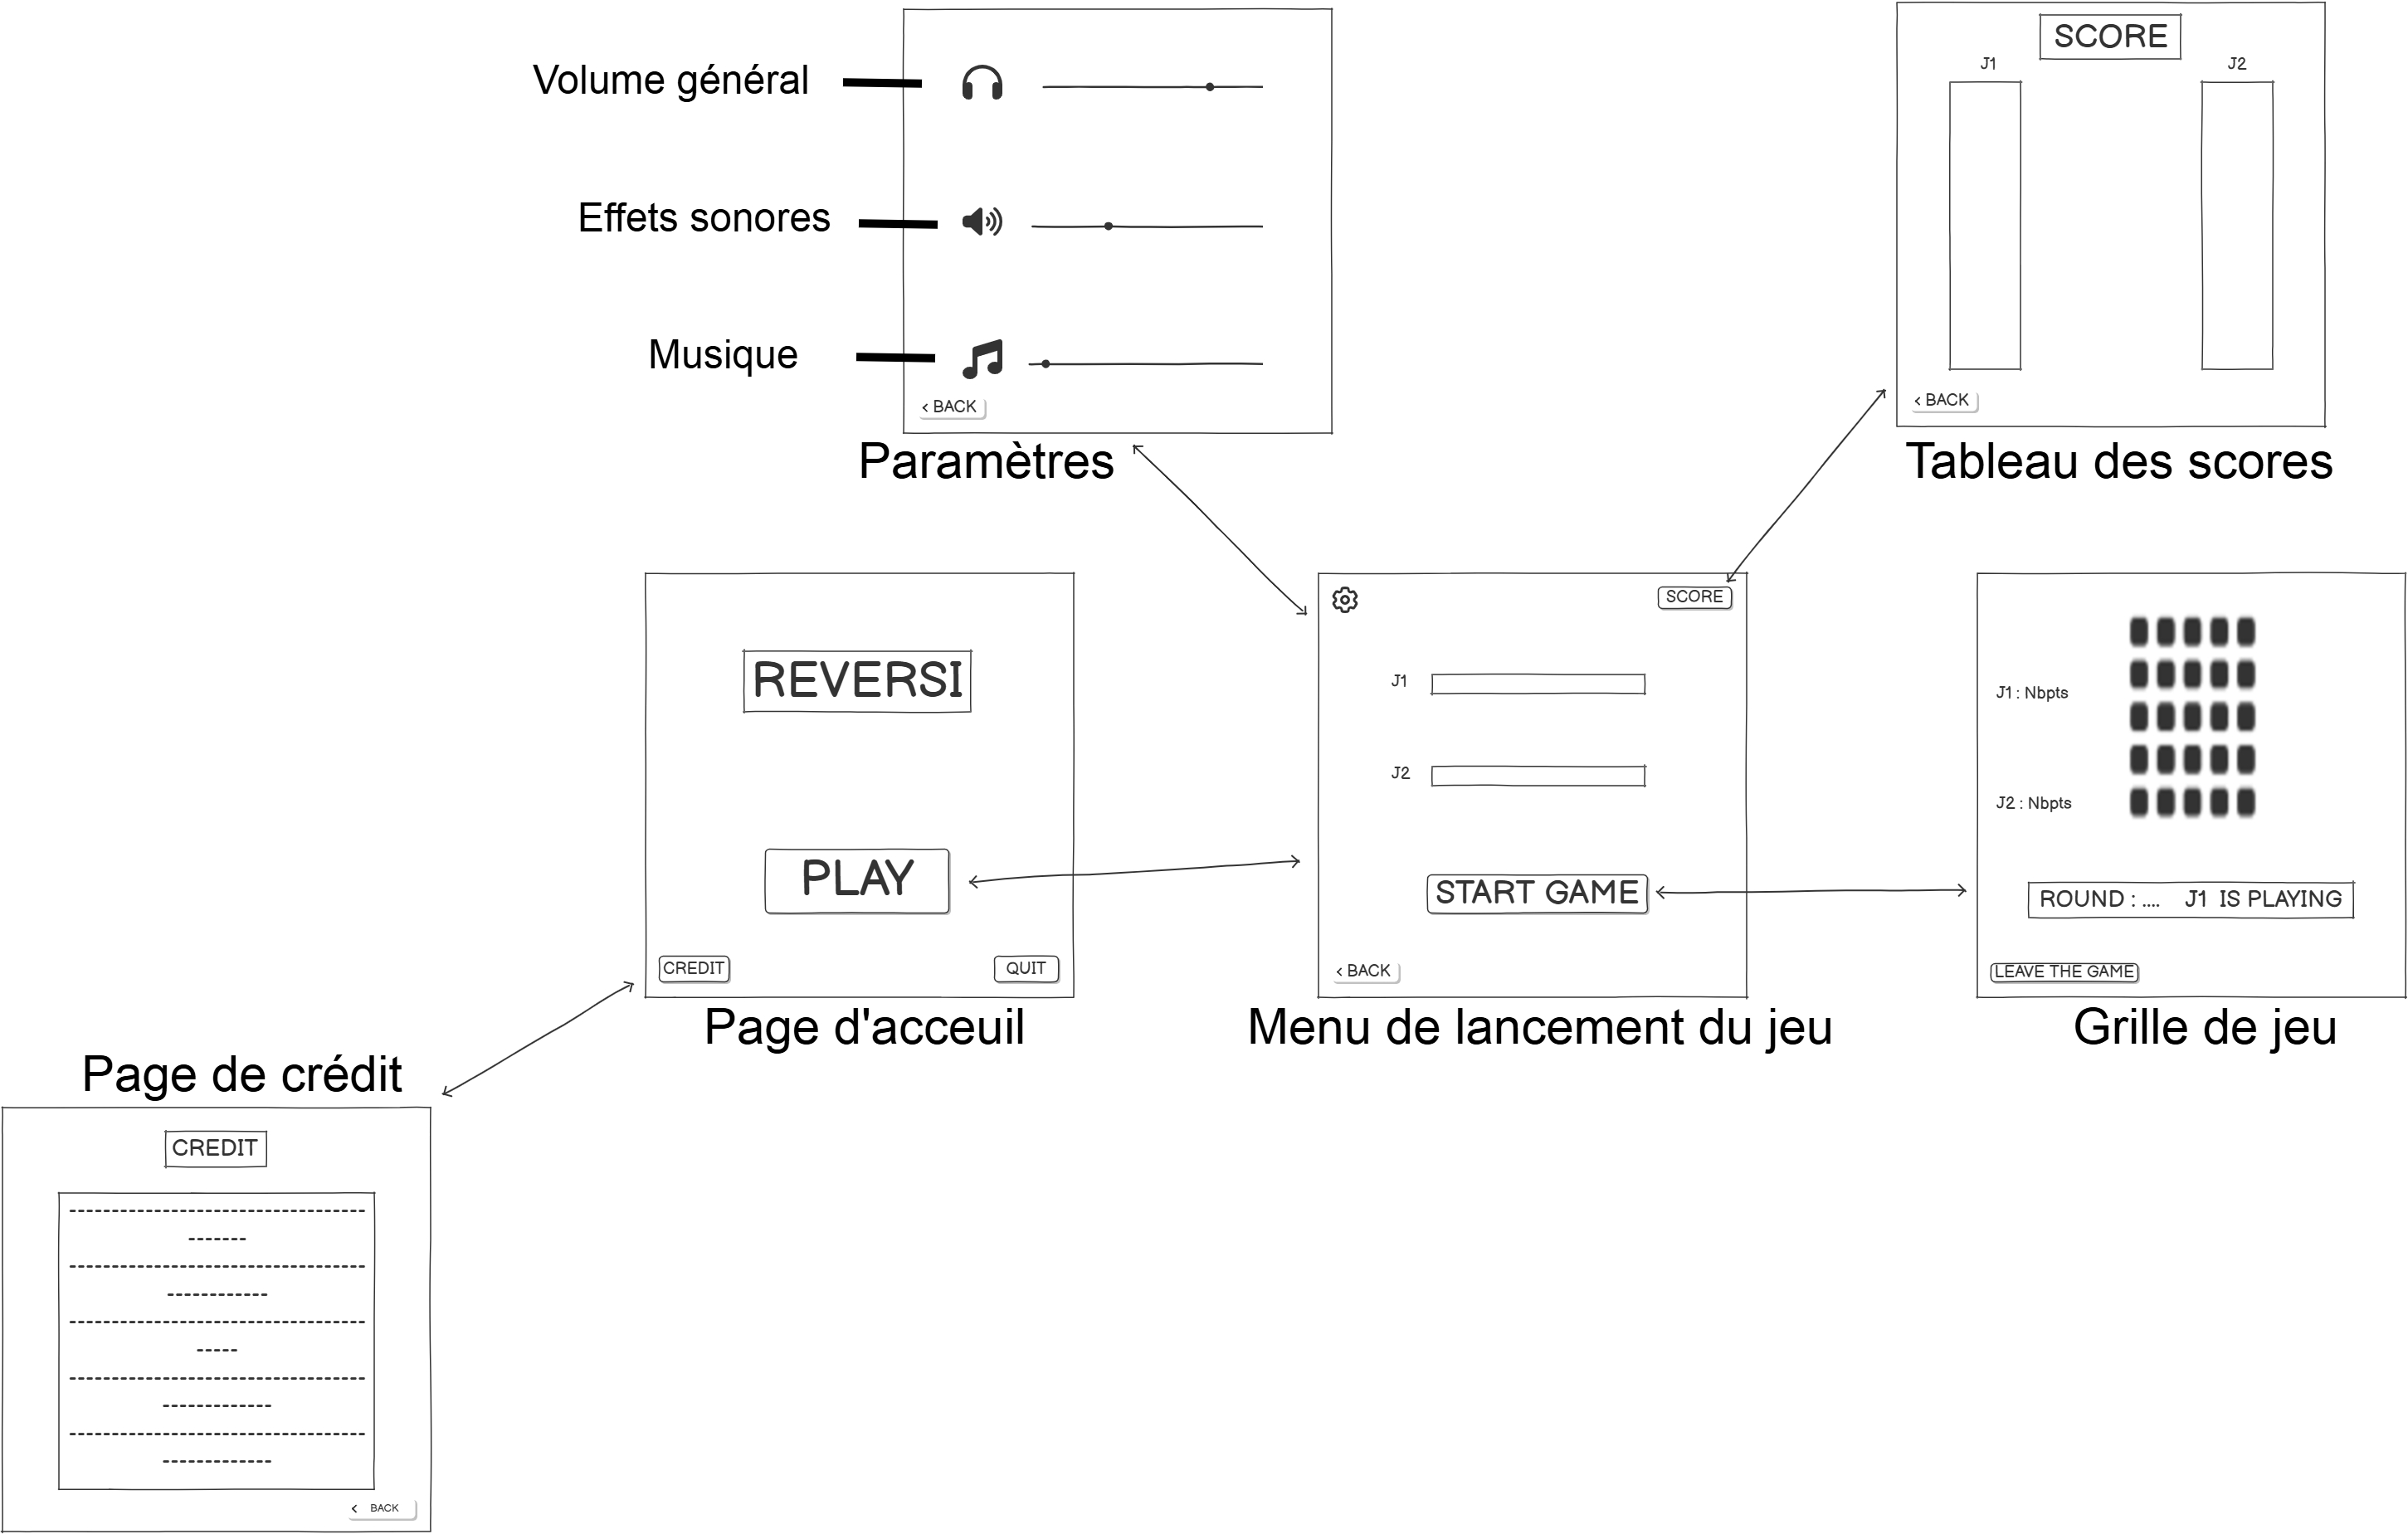 Volume général
Effets sonores
Musique
< BACK
Paramètres
SCORE
J1 J2
< BACK
Tableau des scores
REVERSI
PLAY
CREDIT QUIT
Page d'acceuil
SCORE
J1
J2
START GAME
< BACK
Menu de lancement du jeu
J1 : Nbpts
J2 : Nbpts
ROUND : .... J1 IS PLAYING
LEAVE THE GAME
Grille de jeu
Page de crédit
CREDIT
< BACK